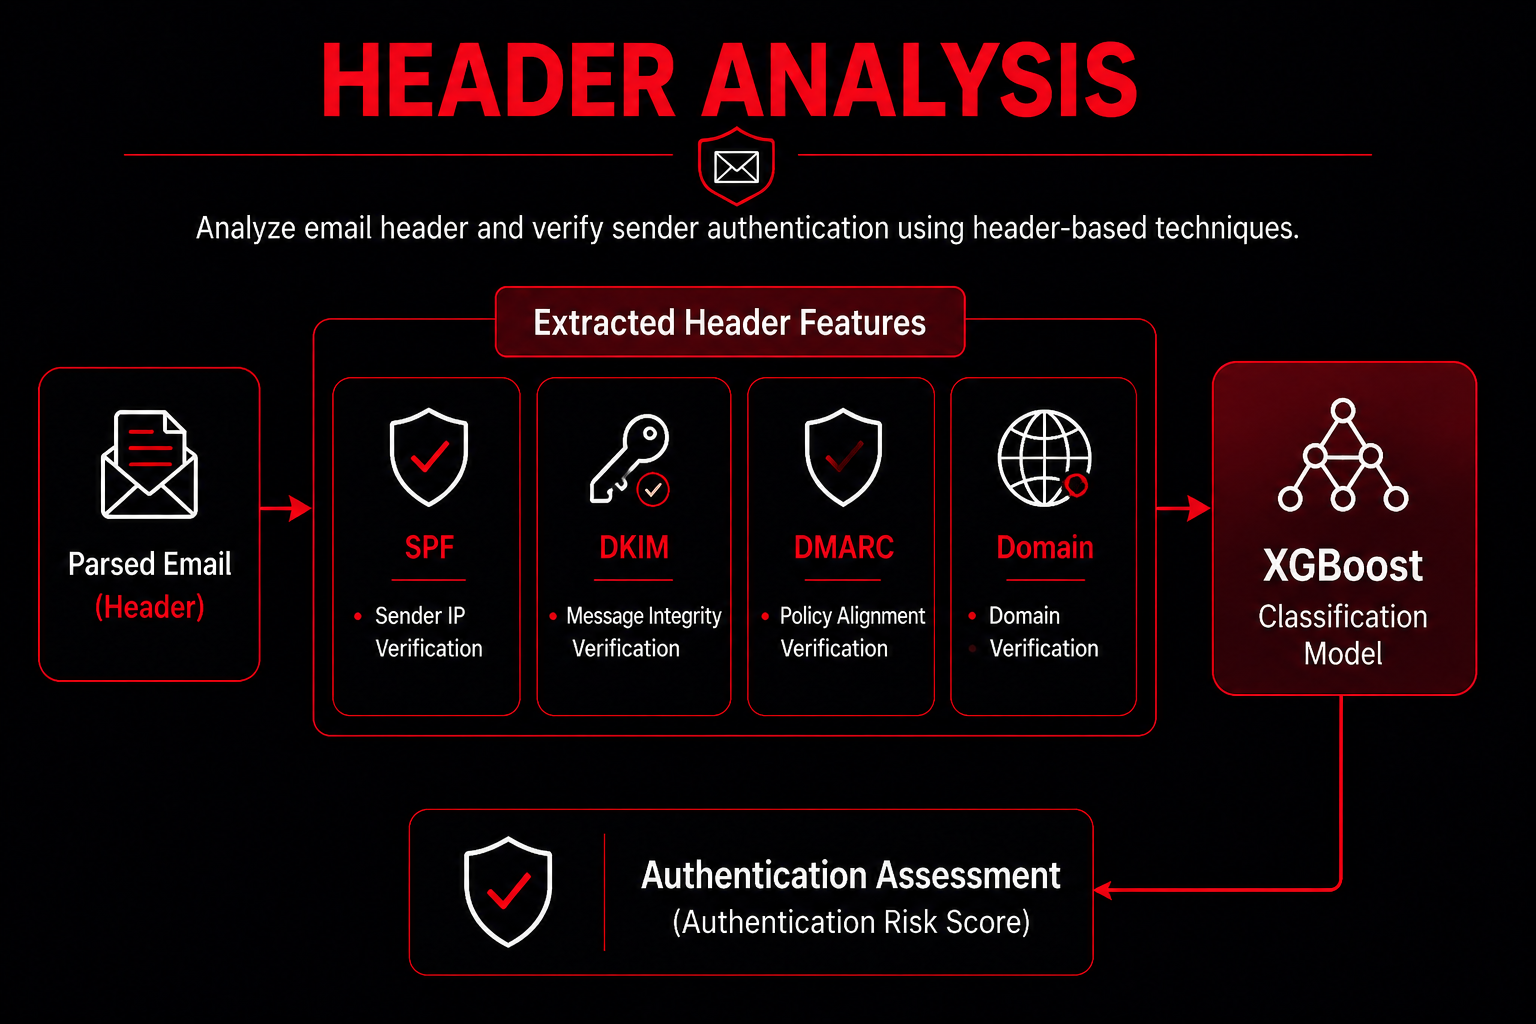 HEADER ANALYSIS
Analyze email header and verify sender authentication using header-based techniques.
Extracted Header Features
Parsed Email
(Header)
SPF
• Sender IP
Verification
DKIM
• Message Integrity
Verification
DMARC
• Policy Alignment
Verification
Domain
• Domain
• Verification
XGBoost
Classification
Model
Authentication Assessment
(Authentication Risk Score)